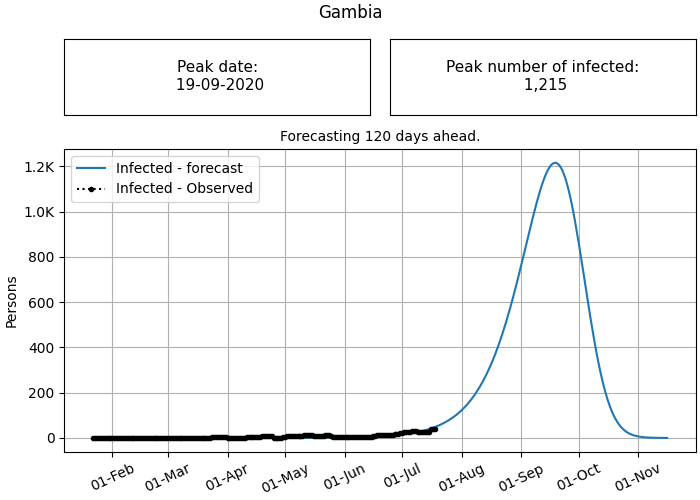 Gambia
Peak date:
19-09-2020
Peak number of infected:
1,215
Forecasting 120 days ahead.
Infected - forecast
Infected - Observed
Persons
1.2K
1.0K
800
600
400
200
0
01-Feb
01-Mar
01-Apr
01-May
01-Jun
01-Jul
01-Aug
01-Sep
01-Oct
01-Nov